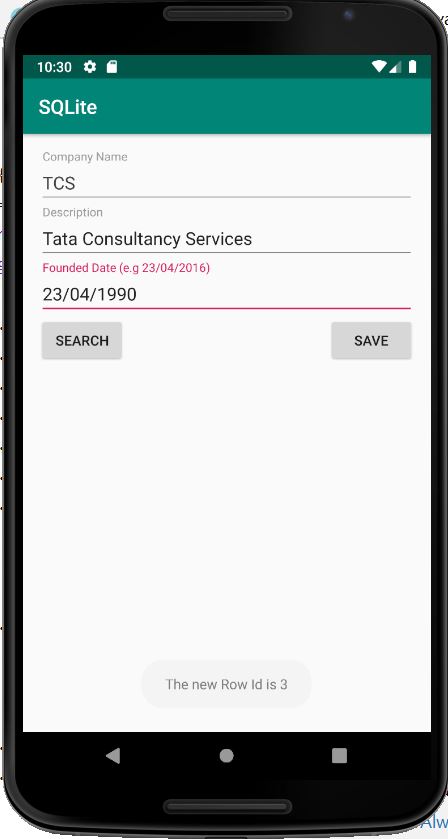 10:30
SQLite
Company Name
TCS
Description
Tata Consultancy Services
Founded Date (e.g 23/04/2016)
23/04/1990
SEARCH SAVE
The new Row Id is 3
Alw